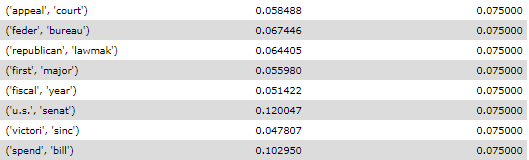 ('appeal', 'court') 0.058488 0.075000
('feder', 'bureau') 0.067446 0.075000
('republican', 'lawmak') 0.064405 0.075000
('first', 'major') 0.055980 0.075000
('fiscal', 'year') 0.051422 0.075000
('u.s.', 'senat') 0.120047 0.075000
('victori', 'sinc') 0.047807 0.075000
('spend', 'bill') 0.102950 0.075000